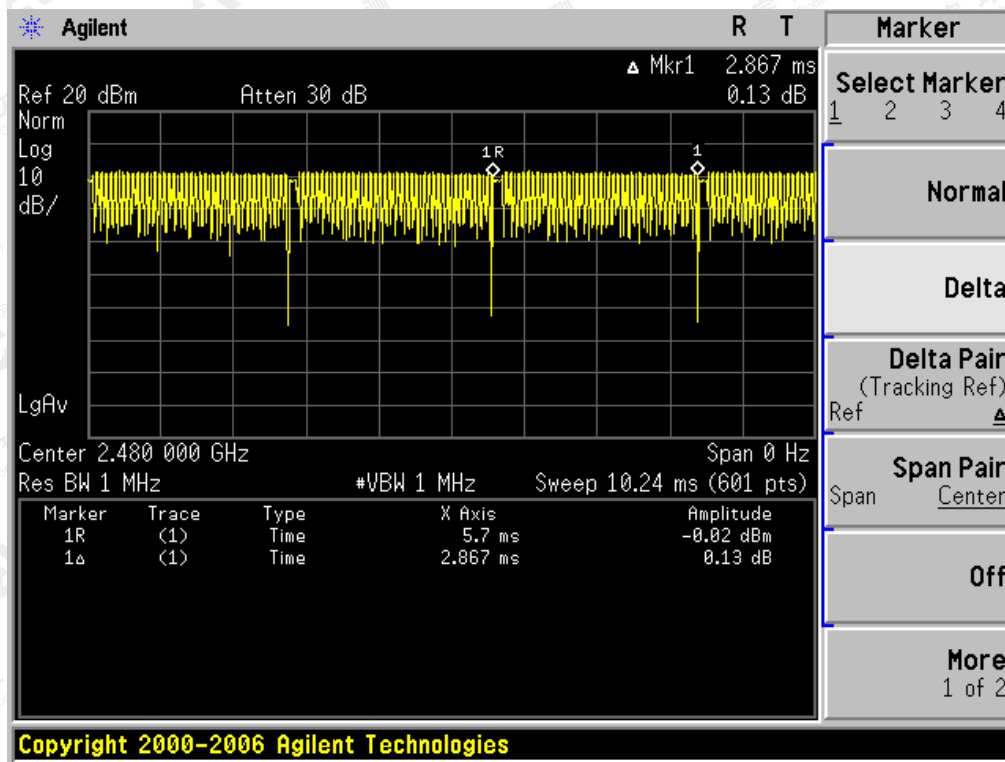 Agilent R T
▵ Mkr1 2.867 ms
Ref 20 dBm Atten 30 dB 0.13 dB
Norm
Log
10
dB/
1R
1
LgAv
Center 2.480 000 GHz Span 0 Hz
Res BW 1 MHz #VBW 1 MHz Sweep 10.24 ms (601 pts)
Marker Trace Type X Axis Amplitude
1R (1) Time 5.7 ms -0.02 dBm
1▵ (1) Time 2.867 ms 0.13 dB
Copyright 2000-2006 Agilent Technologies
Marker
Select Marker
1 2 3 4
Normal
Delta
Delta Pair
(Tracking Ref)
Ref ▵
Span Pair
Span Center
Off
More
1 of 2